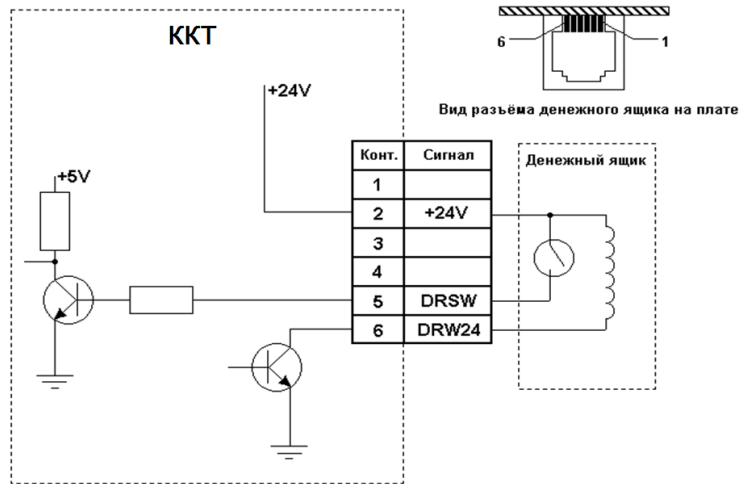 ККТ
6
1
Вид разъёма денежного ящика на плате
+24V
+5V
Конт. Сигнал
1
2 +24V
3
4
5 DRSW
6 DRW24
Денежный ящик